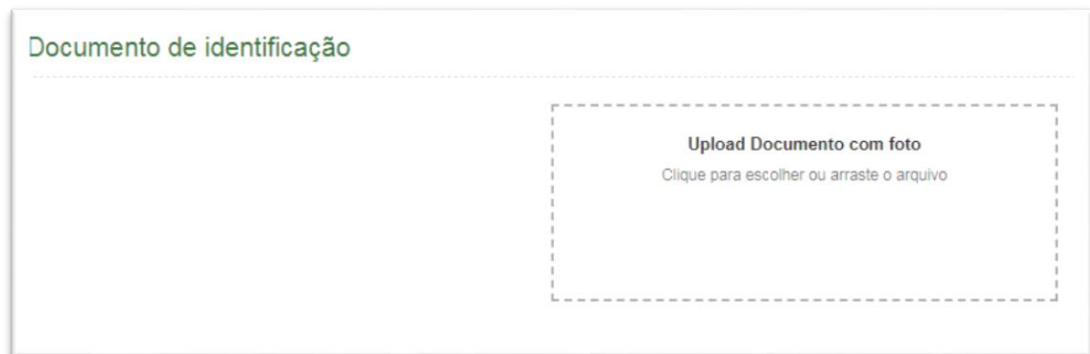 Documento de identificação
Upload Documento com foto
Clique para escolher ou arraste o arquivo